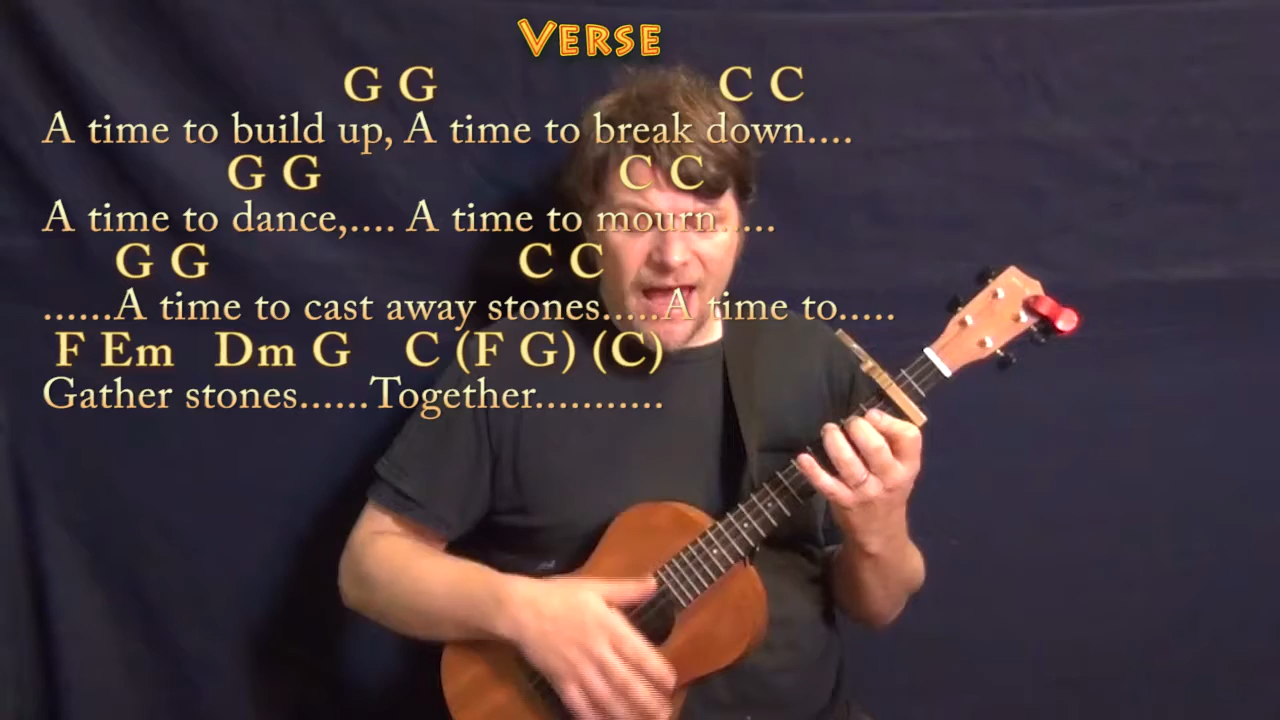 VERSE
G G C C
A time to build up, A time to break down....
G G C C
A time to dance,.... A time to mourn.....
G G C C
......A time to cast away stones.....A time to.....
F Em Dm G C (F G) (C)
Gather stones......Together...........